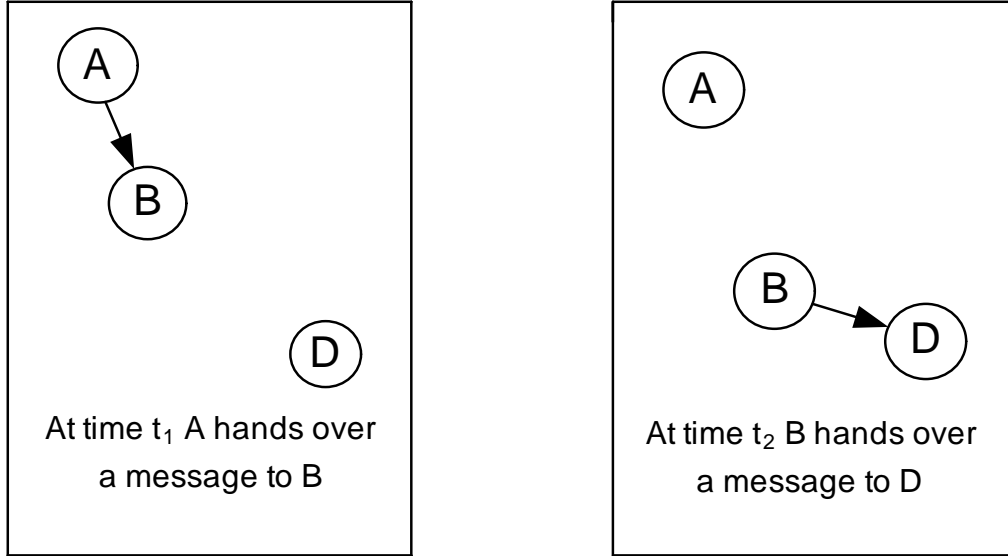 A
B
D
At time t₁ A hands over
a message to B
A
B
D
At time t₂ B hands over
a message to D